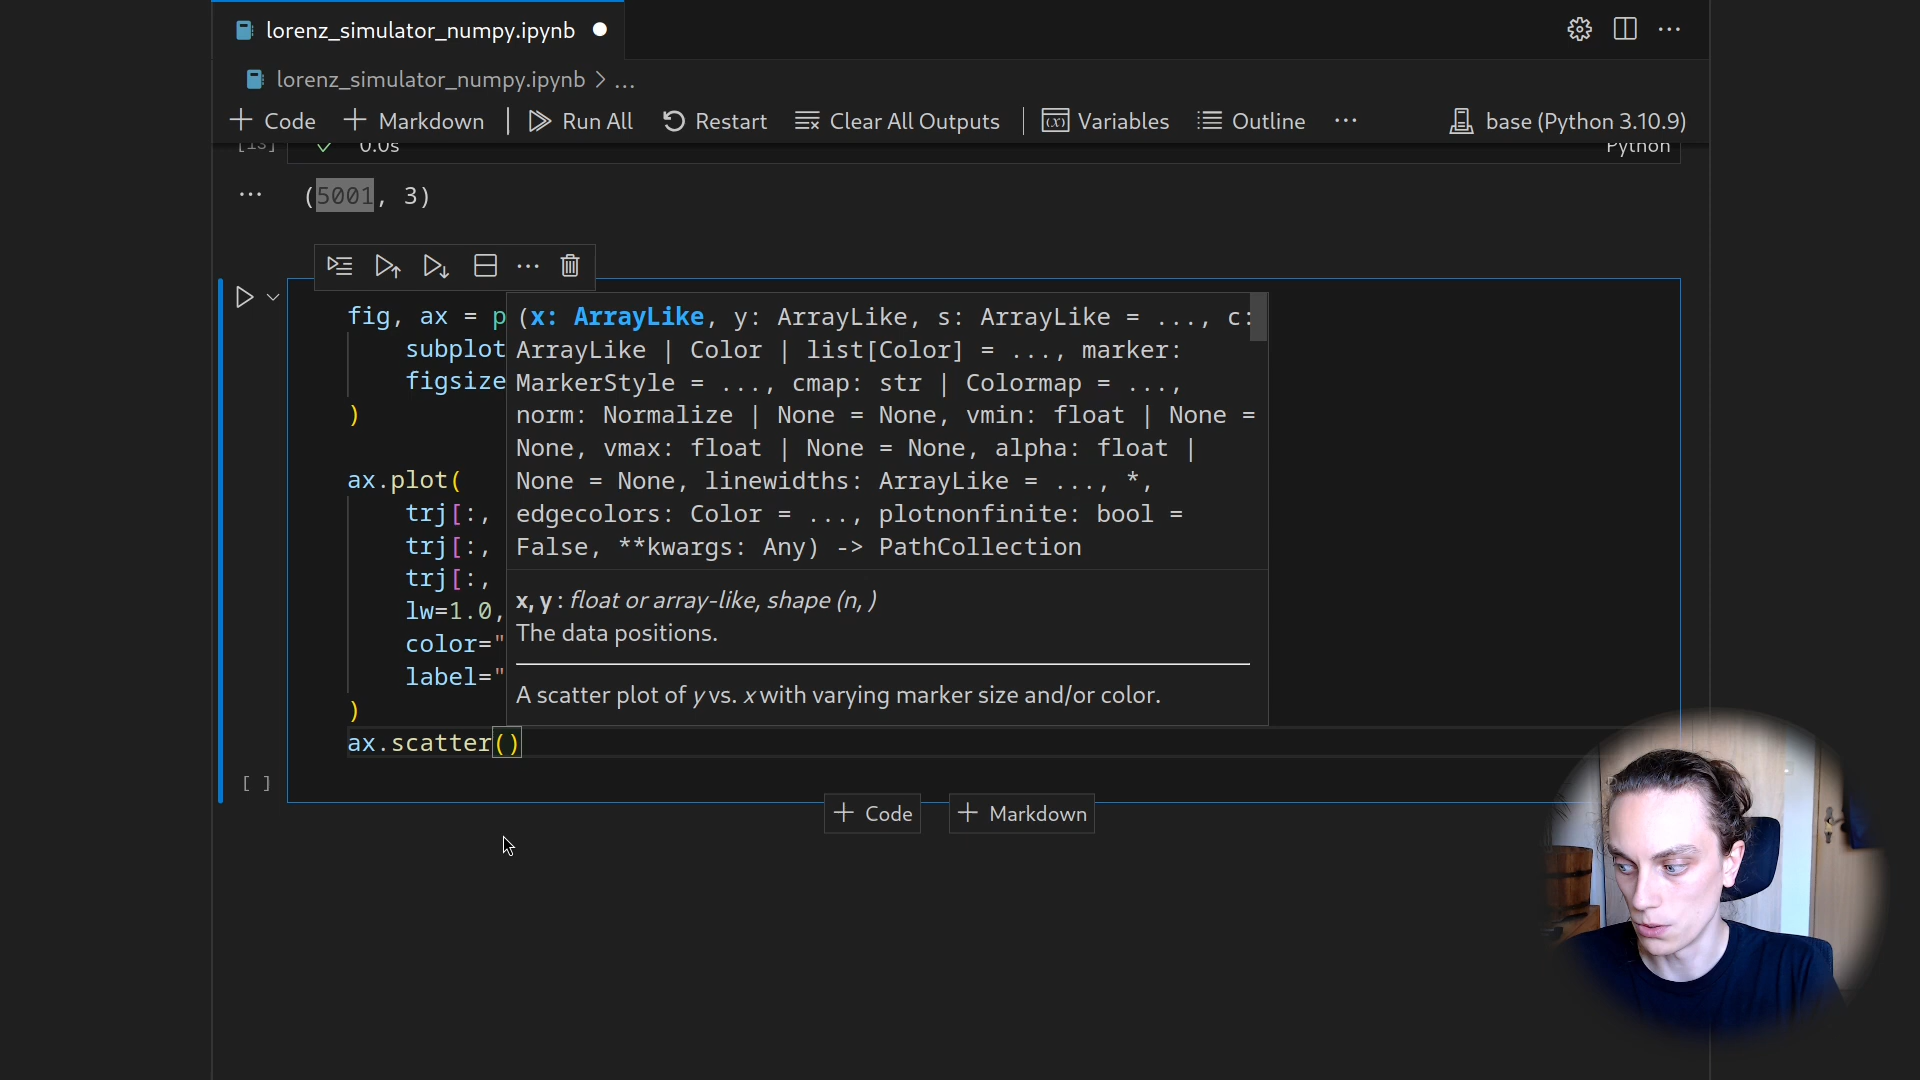 lorenz_simulator_numpy.ipynb
lorenz_simulator_numpy.ipynb > ...
Code Markdown Run All Restart Clear All Outputs Variables Outline ... base (Python 3.10.9)
[13] 0.0s Python
... (5001, 3)
fig, ax = p
subplot
figsize
)
ax.plot(
trj[:,
trj[:,
trj[:,
lw=1.0,
color="
label="
)
ax.scatter()
[ ]
(x: ArrayLike, y: ArrayLike, s: ArrayLike = ..., c:
ArrayLike | Color | list[Color] = ..., marker:
MarkerStyle = ..., cmap: str | Colormap = ...,
norm: Normalize | None = None, vmin: float | None =
None, vmax: float | None = None, alpha: float |
None = None, linewidths: ArrayLike = ..., *,
edgecolors: Color = ..., plotnonfinite: bool =
False, **kwargs: Any) -> PathCollection
x, y : float or array-like, shape (n, )
The data positions.
A scatter plot of y vs. x with varying marker size and/or color.
Code Markdown